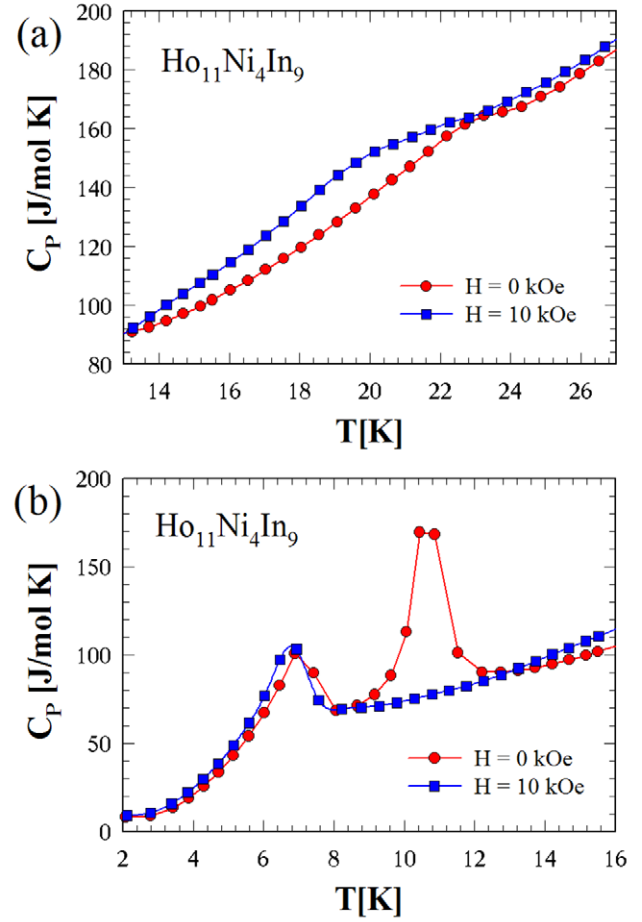 (a)
Ho11Ni4In9
200
180
160
140
120
100
80
CP [J/mol K]
H = 0 kOe
H = 10 kOe
14 16 18 20 22 24 26
T[K]
(b)
Ho11Ni4In9
200
150
100
50
0
CP [J/mol K]
H = 0 kOe
H = 10 kOe
2 4 6 8 10 12 14 16
T[K]